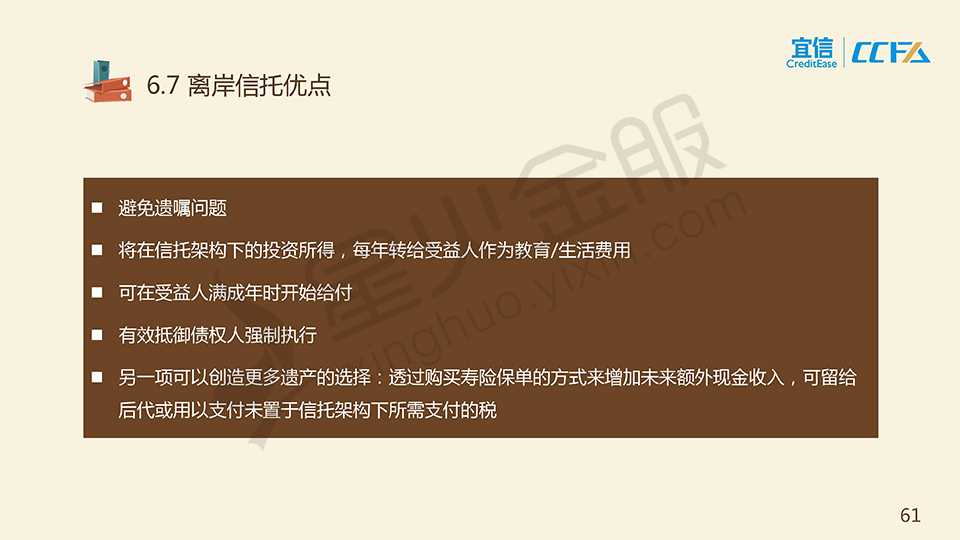 宜信
CreditEase
CCFA
6.7 离岸信托优点
避免遗嘱问题
将在信托架构下的投资所得，每年转给受益人作为教育/生活费用
可在受益人满成年时开始给付
有效抵御债权人强制执行
另一项可以创造更多遗产的选择：透过购买寿险保单的方式来增加未来额外现金收入，可留给
后代或用以支付未置于信托架构下所需支付的税
星火金服
xinghuo.yixin.com
61